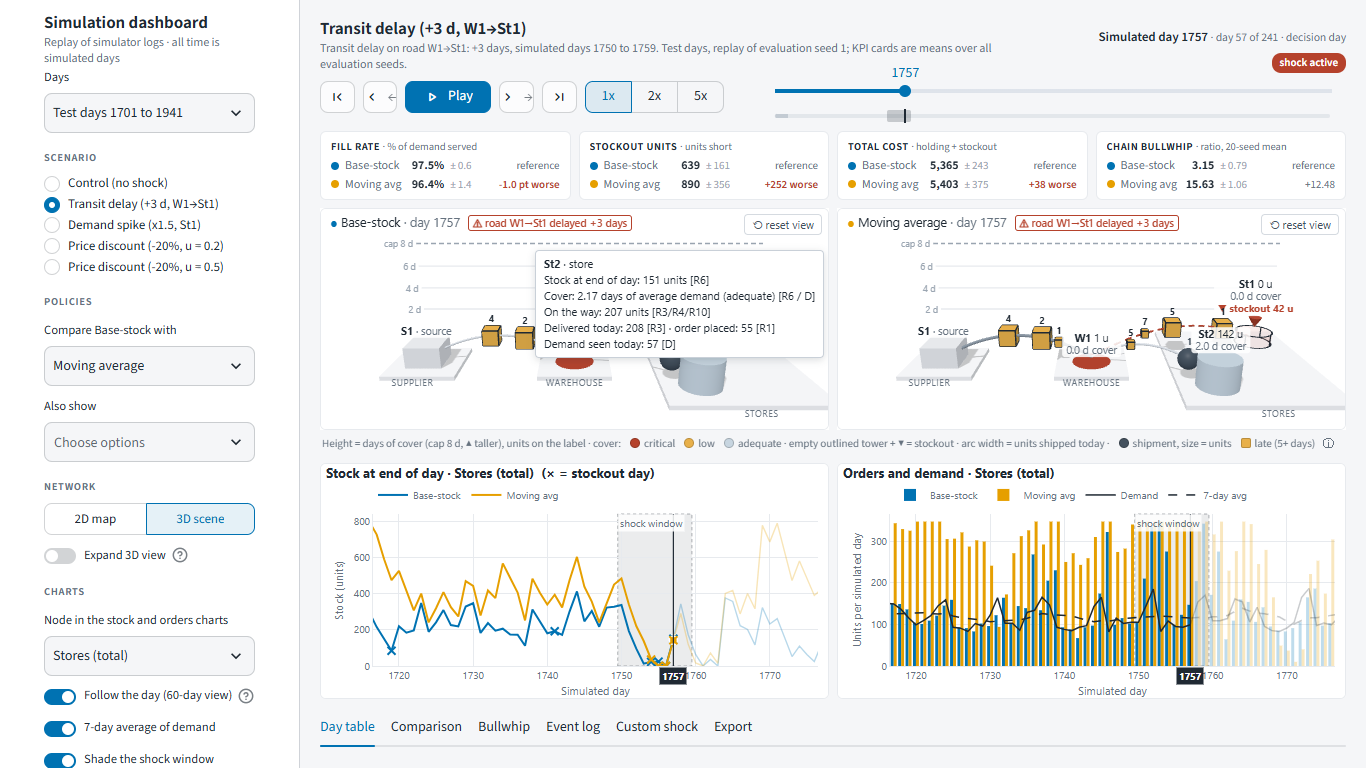 Simulation dashboard
Replay of simulator logs · all time is
simulated days
Days
Test days 1701 to 1941
SCENARIO
Control (no shock)
Transit delay (+3 d, W1→St1)
Demand spike (x1.5, St1)
Price discount (-20%, u = 0.2)
Price discount (-20%, u = 0.5)
POLICIES
Compare Base-stock with
Moving average
Also show
Choose options
NETWORK
2D map 3D scene
Expand 3D view
CHARTS
Node in the stock and orders charts
Stores (total)
Follow the day (60-day view)
7-day average of demand
Shade the shock window
Transit delay (+3 d, W1→St1)
Transit delay on road W1→St1: +3 days, simulated days 1750 to 1759. Test days, replay of evaluation seed 1; KPI cards are means over all
evaluation seeds.
Simulated day 1757 · day 57 of 241 · decision day
shock active
Play
1x 2x 5x
1757
FILL RATE · % of demand served
Base-stock 97.5% ± 0.6 reference
Moving avg 96.4% ± 1.4 -1.0 pt worse
STOCKOUT UNITS · units short
Base-stock 639 ± 161 reference
Moving avg 890 ± 356 +252 worse
TOTAL COST · holding + stockout
Base-stock 5,365 ± 243 reference
Moving avg 5,403 ± 375 +38 worse
CHAIN BULLWHIP · ratio, 20-seed mean
Base-stock 3.15 ± 0.79 reference
Moving avg 15.63 ± 1.06 +12.48
Base-stock · day 1757
road W1→St1 delayed +3 days
reset view
cap 8 d
6 d
4 d
2 d
S1 · source
4
2
SUPPLIER
WAREHOUSE
STORES
St2 · store
Stock at end of day: 151 units [R6]
Cover: 2.17 days of average demand (adequate) [R6 / D]
On the way: 207 units [R3/R4/R10]
Delivered today: 208 [R3] · order placed: 55 [R1]
Demand seen today: 57 [D]
Moving average · day 1757
road W1→St1 delayed +3 days
reset view
cap 8 d
6 d
4 d
2 d
S1 · source
4
2
1
W1 1 u
0.0 d cover
5
7
5
1
St1 0 u
0.0 d cover
stockout 42 u
St2 142 u
2.0 d cover
SUPPLIER
WAREHOUSE
STORES
Height = days of cover (cap 8 d, ▲ taller), units on the label · cover: critical low adequate · empty outlined tower + ▼ = stockout · arc width = units shipped today · shipment, size = units late (5+ days)
Stock at end of day · Stores (total) (× = stockout day)
Base-stock Moving avg
shock window
Stock (units)
800
600
400
200
0
1720 1730 1740 1750 1757 1760 1770
Simulated day
Orders and demand · Stores (total)
Base-stock Moving avg Demand 7-day avg
shock window
Units per simulated day
300
200
100
0
1720 1730 1740 1750 1757 1760 1770
Simulated day
Day table Comparison Bullwhip Event log Custom shock Export